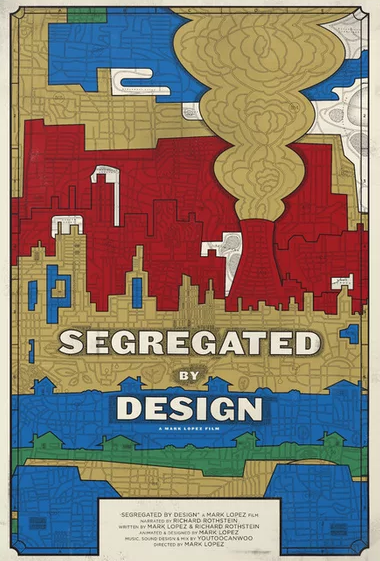 SEGREGATED
BY
DESIGN
A MARK LOPEZ FILM
"SEGREGATED BY DESIGN" A MARK LOPEZ FILM
NARRATED BY RICHARD ROTHSTEIN
WRITTEN BY MARK LOPEZ & RICHARD ROTHSTEIN
ANIMATED & DESIGNED BY MARK LOPEZ
MUSIC, SOUND DESIGN & MIX BY YOUTOOCANWOO
DIRECTED BY MARK LOPEZ